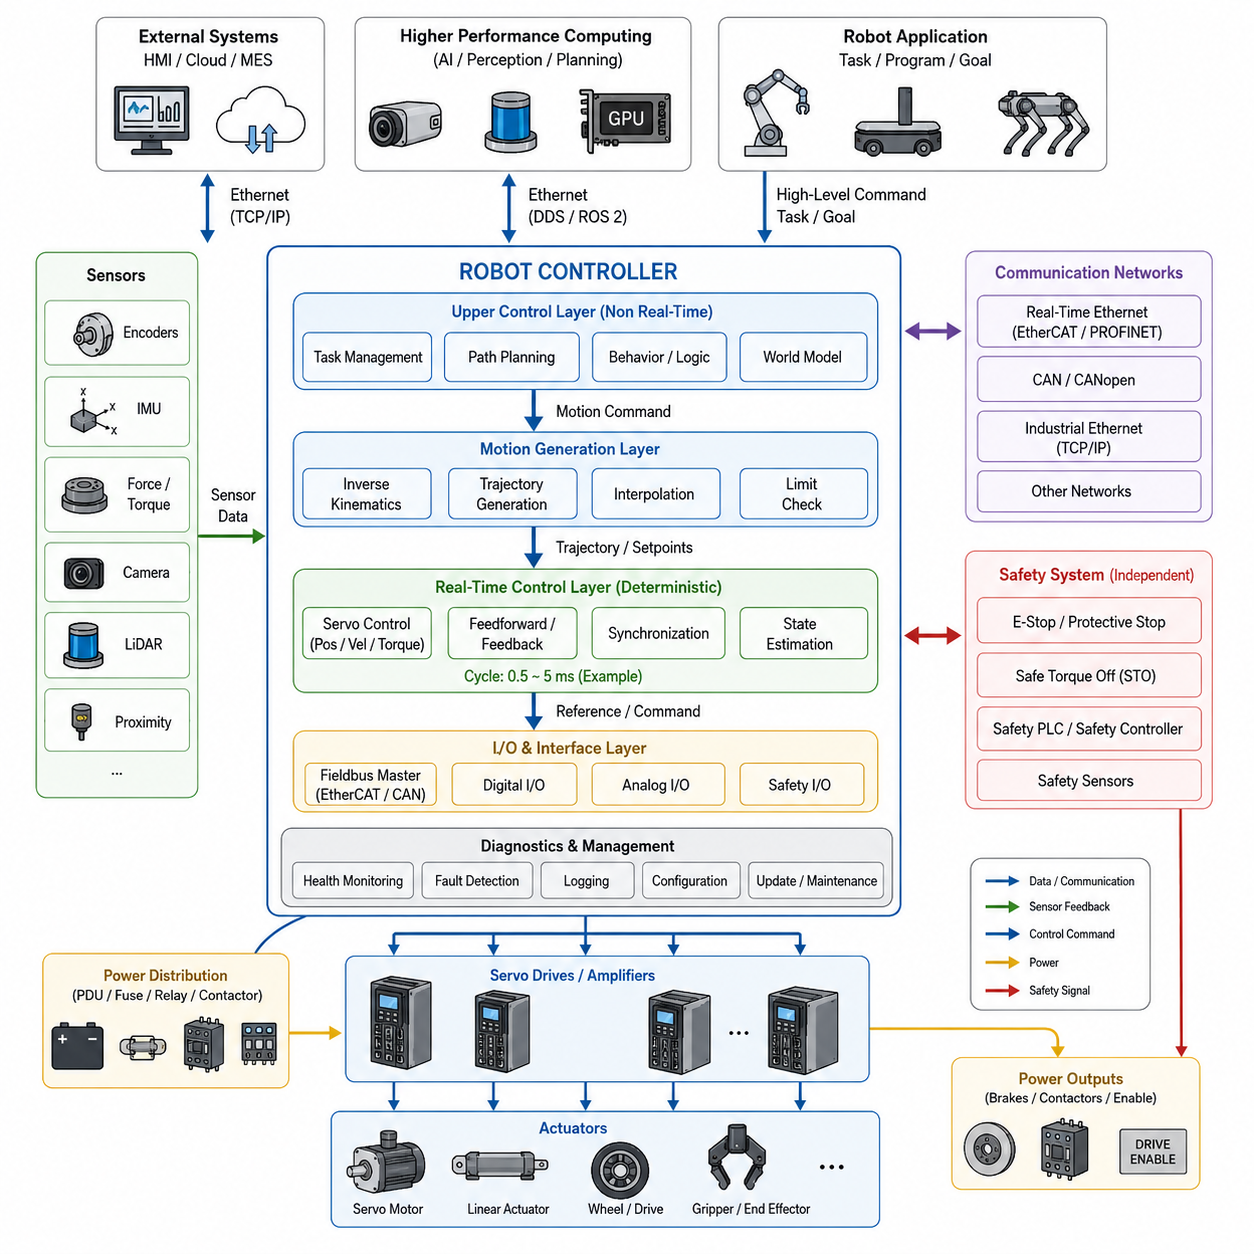 External Systems
HMI / Cloud / MES
Higher Performance Computing
(AI / Perception / Planning)
GPU
Robot Application
Task / Program / Goal
Ethernet
(TCP/IP)
Ethernet
(DDS / ROS 2)
High-Level Command
Task / Goal
Sensors
Encoders
X
X
X
IMU
Force /
Torque
Camera
LiDAR
Proximity
...
Sensor
Data
ROBOT CONTROLLER
Upper Control Layer (Non Real-Time)
Task Management
Path Planning
Behavior / Logic
World Model
Motion Command
Motion Generation Layer
Inverse
Kinematics
Trajectory
Generation
Interpolation
Limit
Check
Trajectory / Setpoints
Real-Time Control Layer (Deterministic)
Servo Control
(Pos / Vel / Torque)
Feedforward /
Feedback
Synchronization
State
Estimation
Cycle: 0.5 ~ 5 ms (Example)
Reference / Command
I/O & Interface Layer
Fieldbus Master
(EtherCAT / CAN)
Digital I/O
Analog I/O
Safety I/O
Diagnostics & Management
Health Monitoring
Fault Detection
Logging
Configuration
Update / Maintenance
Communication Networks
Real-Time Ethernet
(EtherCAT / PROFINET)
CAN / CANopen
Industrial Ethernet
(TCP/IP)
Other Networks
Safety System (Independent)
E-Stop / Protective Stop
Safe Torque Off (STO)
Safety PLC / Safety Controller
Safety Sensors
Data / Communication
Sensor Feedback
Control Command
Power
Safety Signal
Power Distribution
(PDU / Fuse / Relay / Contactor)
+ −
Servo Drives / Amplifiers
...
Actuators
Servo Motor
Linear Actuator
Wheel / Drive
Gripper / End Effector
...
Power Outputs
(Brakes / Contactors / Enable)
DRIVE
ENABLE